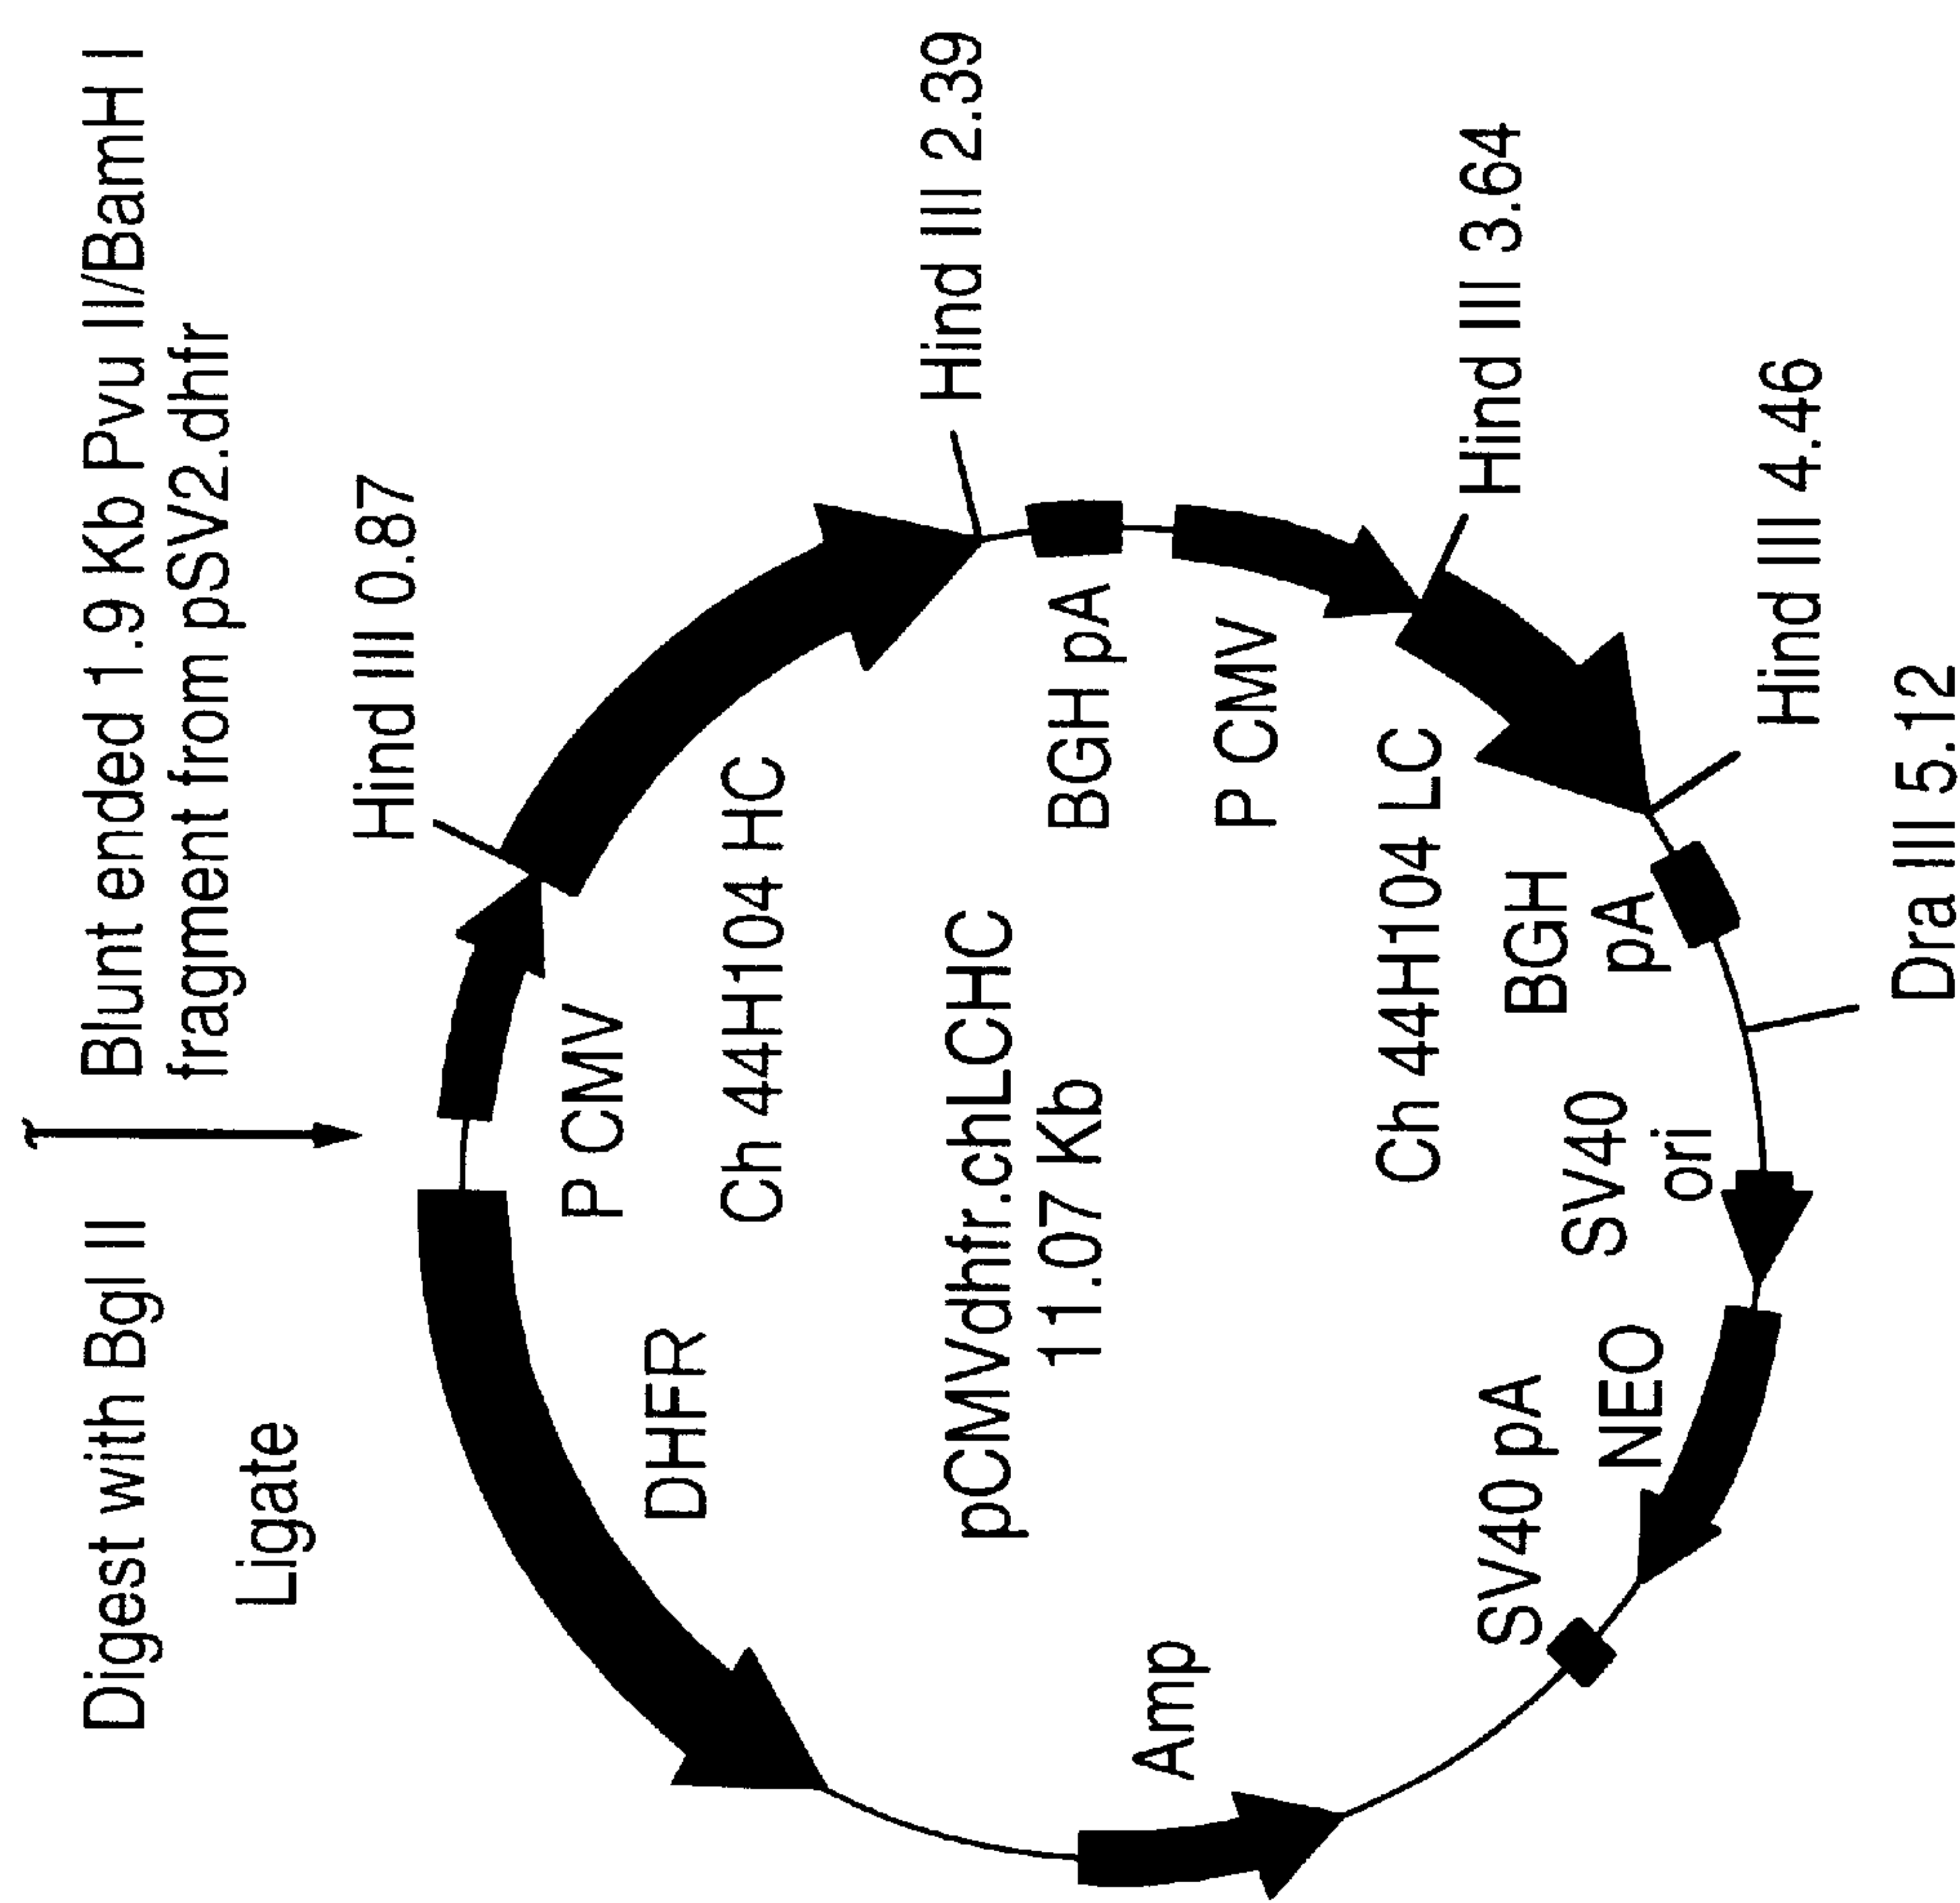 Digest with Bgl II
Ligate
Blunt ended 1.9 Kb Pvu II/BamH I
fragment from pSV2.dhfr
Hind III 0.87
P CMV
DHFR
Ch 44H104 HC
Hind III 2.39
pCMVdhfr.chLCHC
11.07 Kb
BGH pA
Amp
P CMV
Ch 44H104 LC
Hind III 3.64
SV40 pA
BGH
pA
SV40
ori
NEO
Hind III 4.46
Dra III 5.12